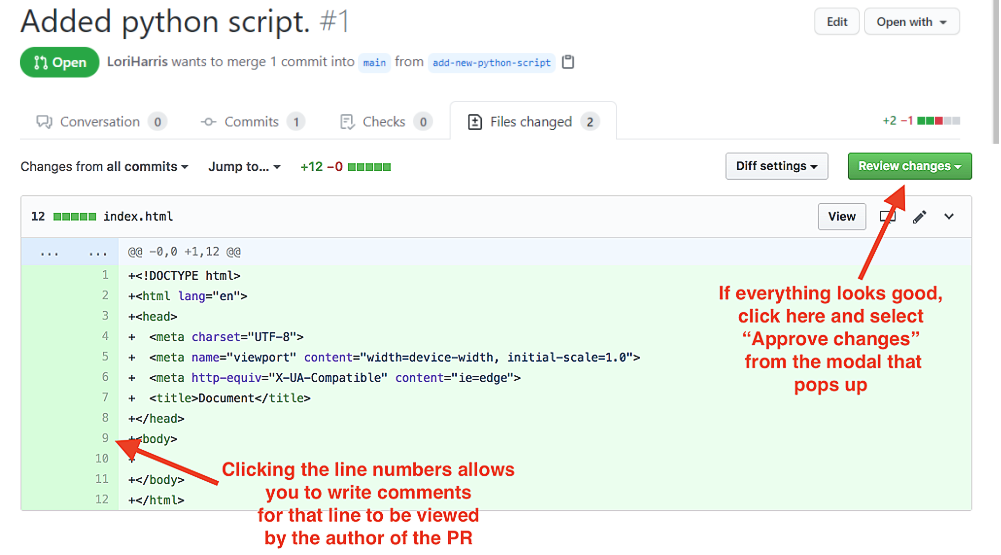 Added python script. #1
Edit
Open with
Open
LoriHarris wants to merge 1 commit into main from add-new-python-script
Conversation 0
Commits 1
Checks 0
Files changed 2
+2 −1
Changes from all commits
Jump to...
+12 −0
Diff settings
Review changes
12 index.html
View
... ... @@ -0,0 +1,12 @@
1 +<!DOCTYPE html>
2 +<html lang="en">
3 +<head>
4 + <meta charset="UTF-8">
5 + <meta name="viewport" content="width=device-width, initial-scale=1.0">
6 + <meta http-equiv="X-UA-Compatible" content="ie=edge">
7 + <title>Document</title>
8 +</head>
9 +<body>
10 +
11 +</body>
12 +</html>
If everything looks good,
click here and select
“Approve changes”
from the modal that
pops up
Clicking the line numbers allows
you to write comments
for that line to be viewed
by the author of the PR